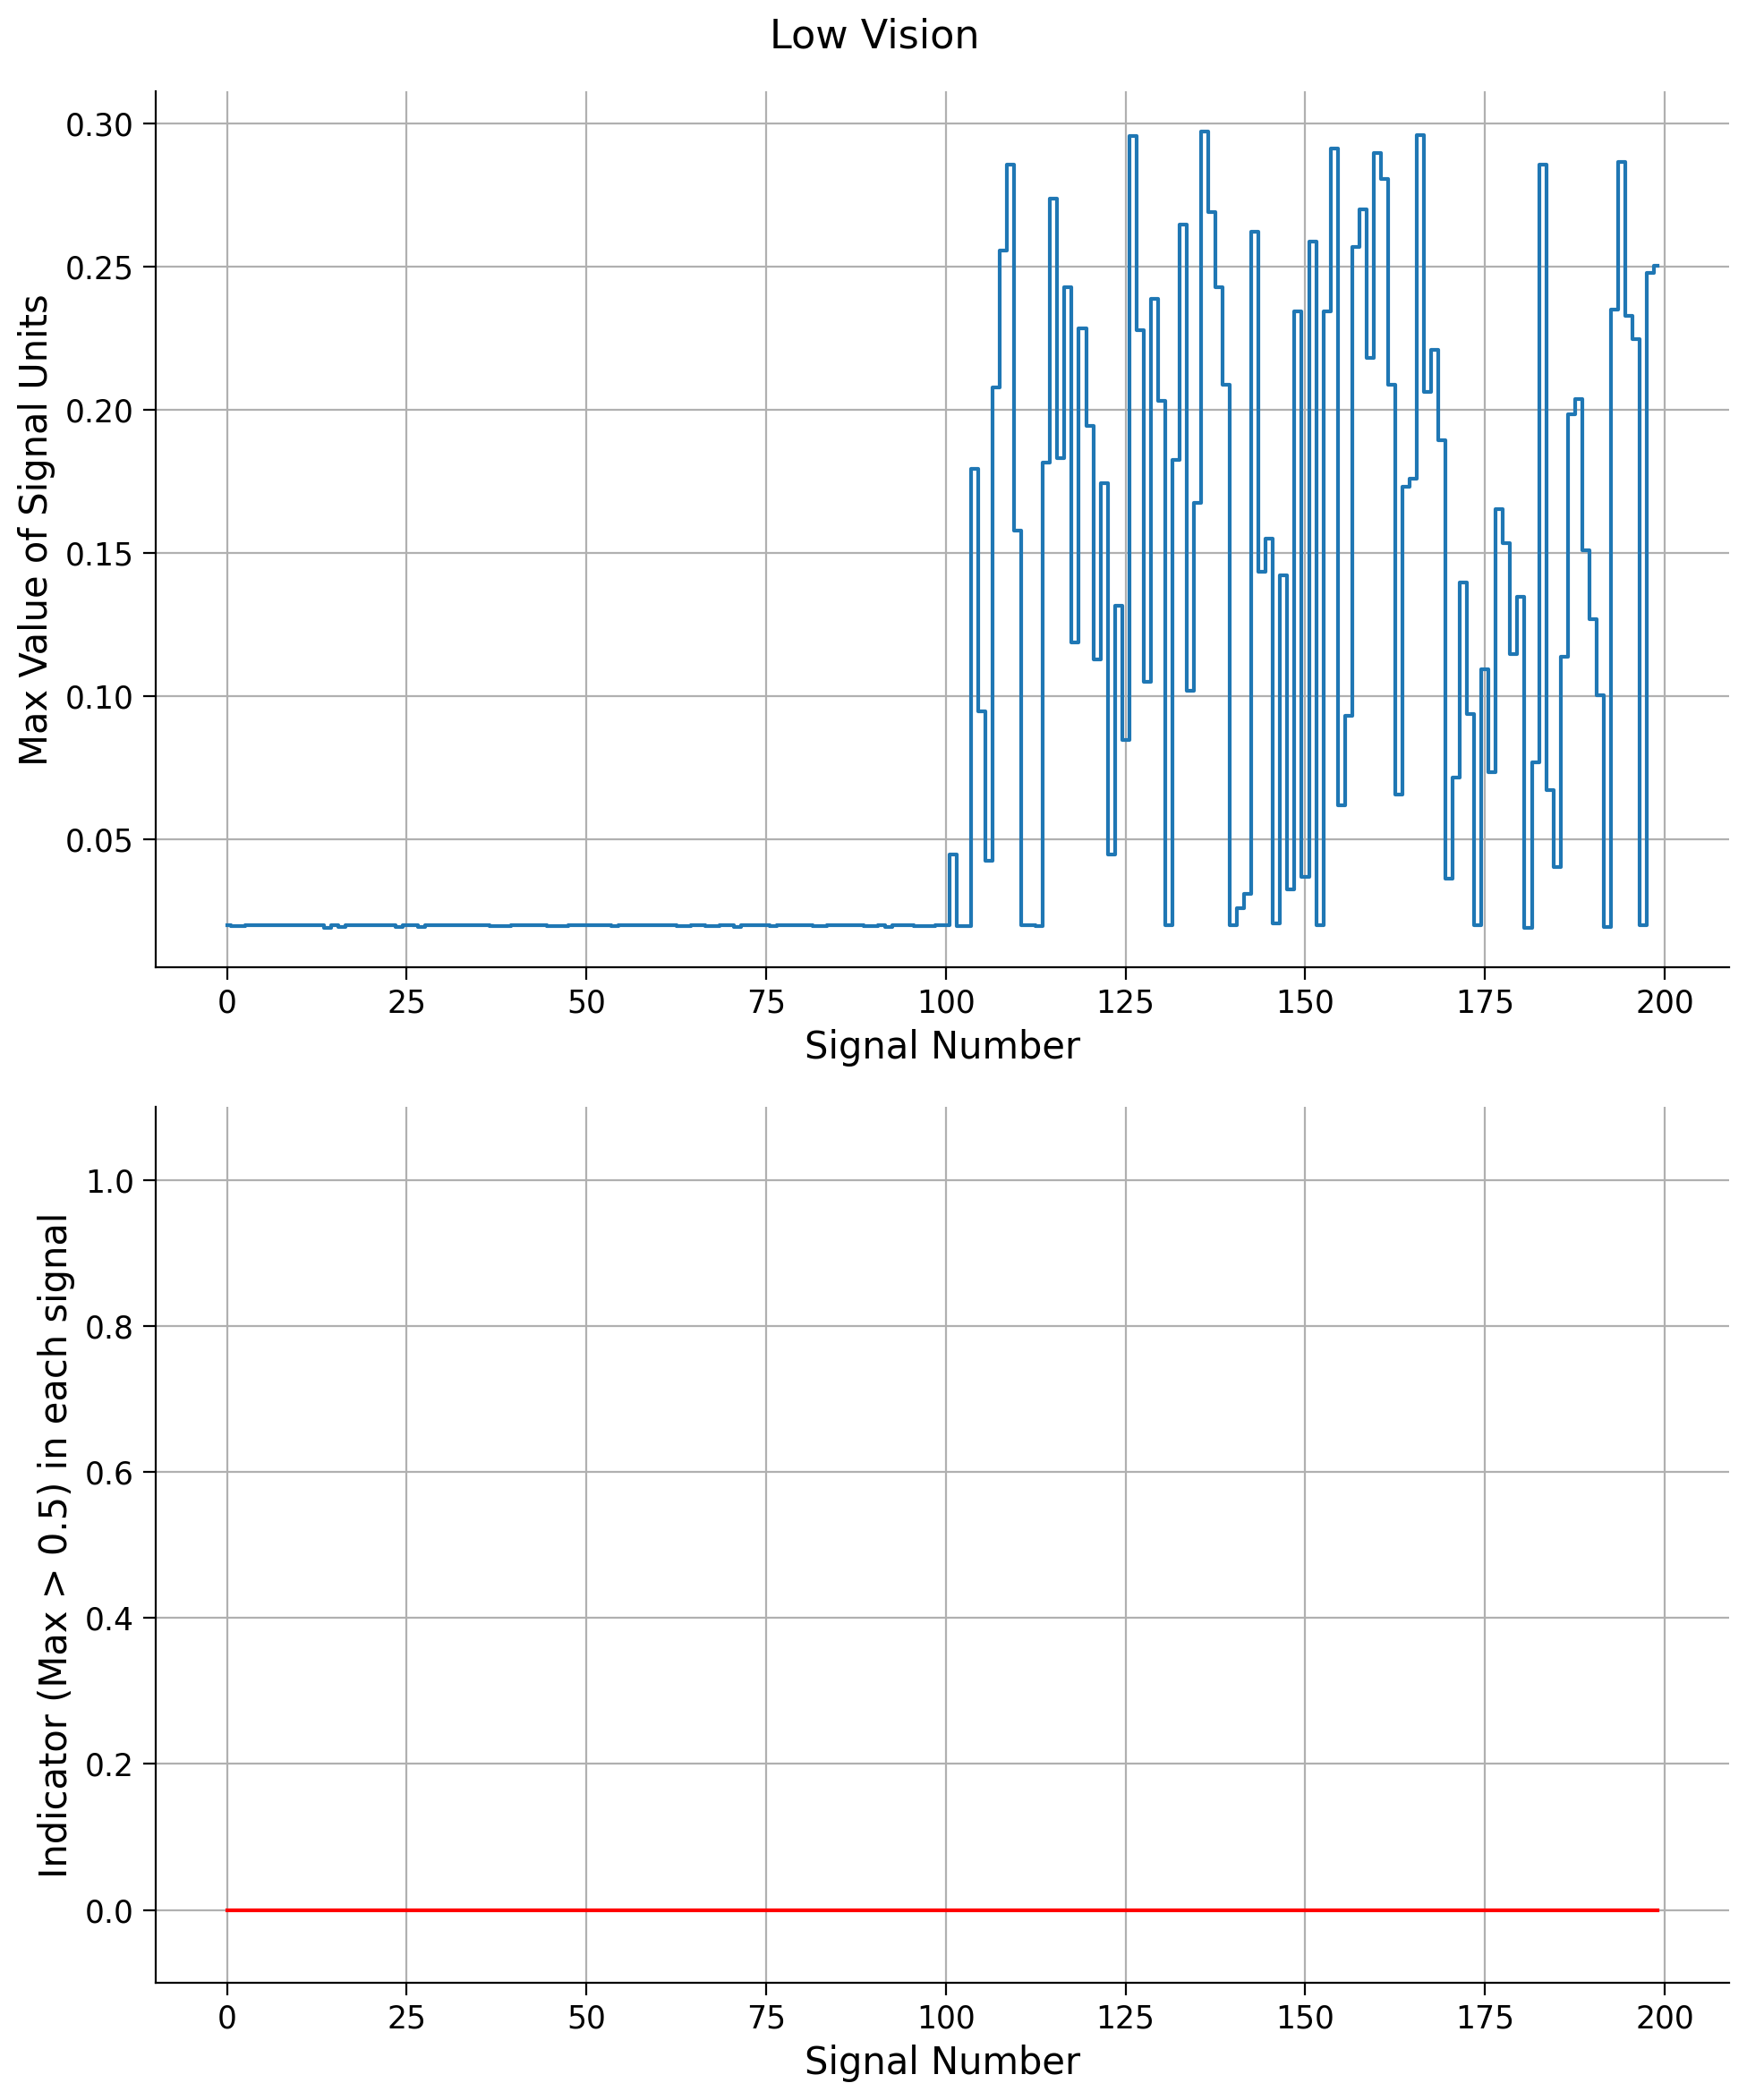 Low Vision
Max Value of Signal Units
0.30
0.25
0.20
0.15
0.10
0.05
0 25 50 75 100 125 150 175 200
Signal Number
Indicator (Max > 0.5) in each signal
1.0
0.8
0.6
0.4
0.2
0.0
0 25 50 75 100 125 150 175 200
Signal Number